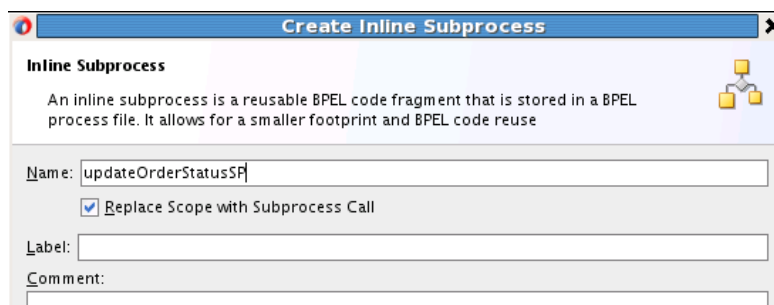 Create Inline Subprocess
Inline Subprocess
An inline subprocess is a reusable BPEL code fragment that is stored in a BPEL
process file. It allows for a smaller footprint and BPEL code reuse
Name: updateOrderStatusSP
Replace Scope with Subprocess Call
Label:
Comment: